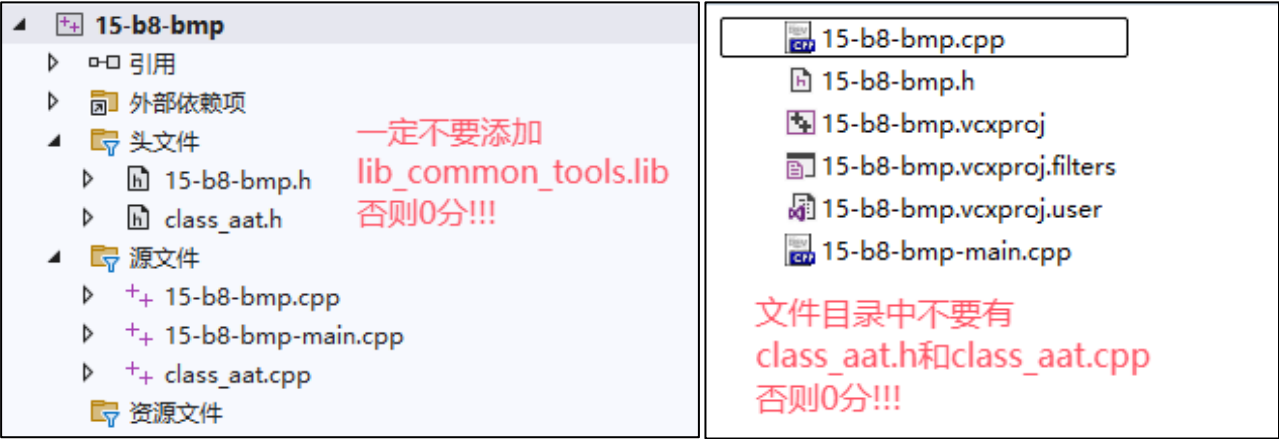 15-b8-bmp
引用
外部依赖项
头文件
15-b8-bmp.h
class_aat.h
源文件
15-b8-bmp.cpp
15-b8-bmp-main.cpp
class_aat.cpp
资源文件
一定不要添加
lib_common_tools.lib
否则0分!!!
15-b8-bmp.cpp
15-b8-bmp.h
15-b8-bmp.vcxproj
15-b8-bmp.vcxproj.filters
15-b8-bmp.vcxproj.user
15-b8-bmp-main.cpp
文件目录中不要有
class_aat.h和class_aat.cpp
否则0分!!!